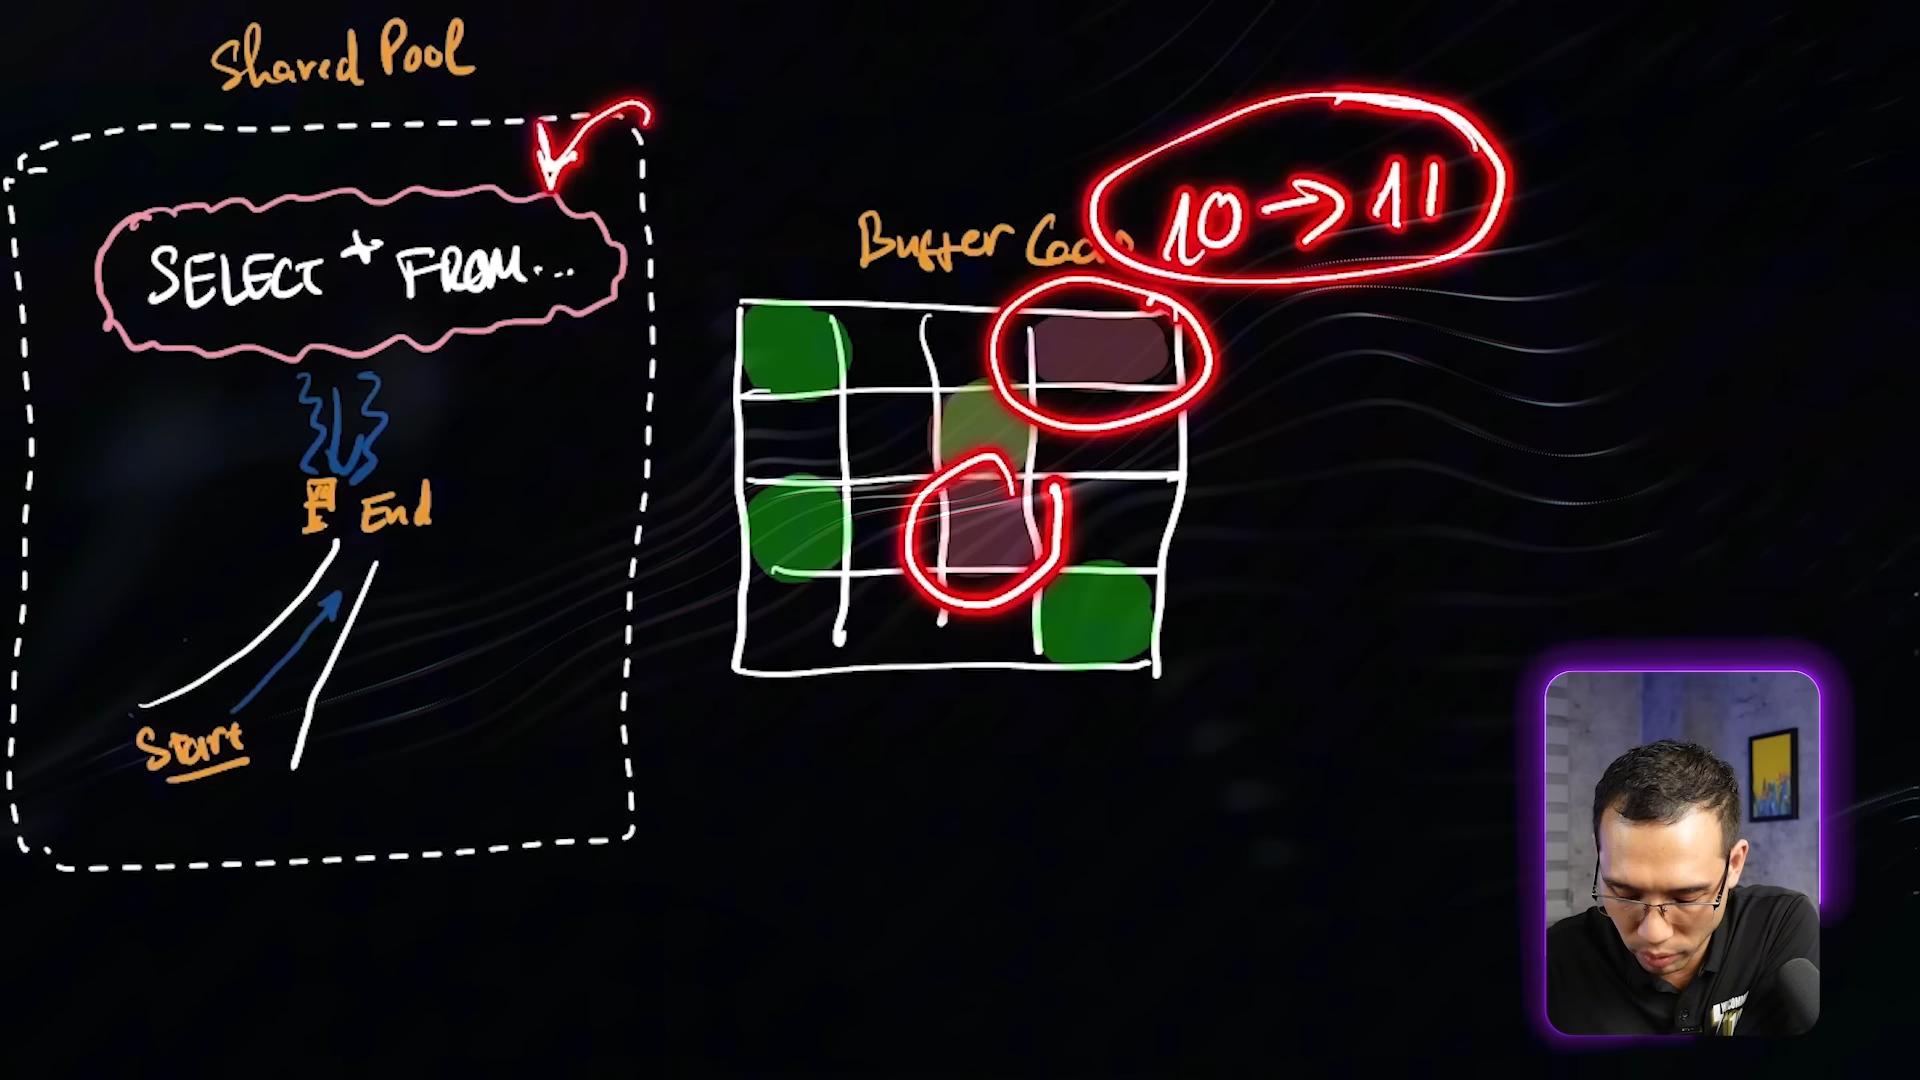 Shared Pool
SELECT * FROM...
End
Start
Buffer
10 → 11